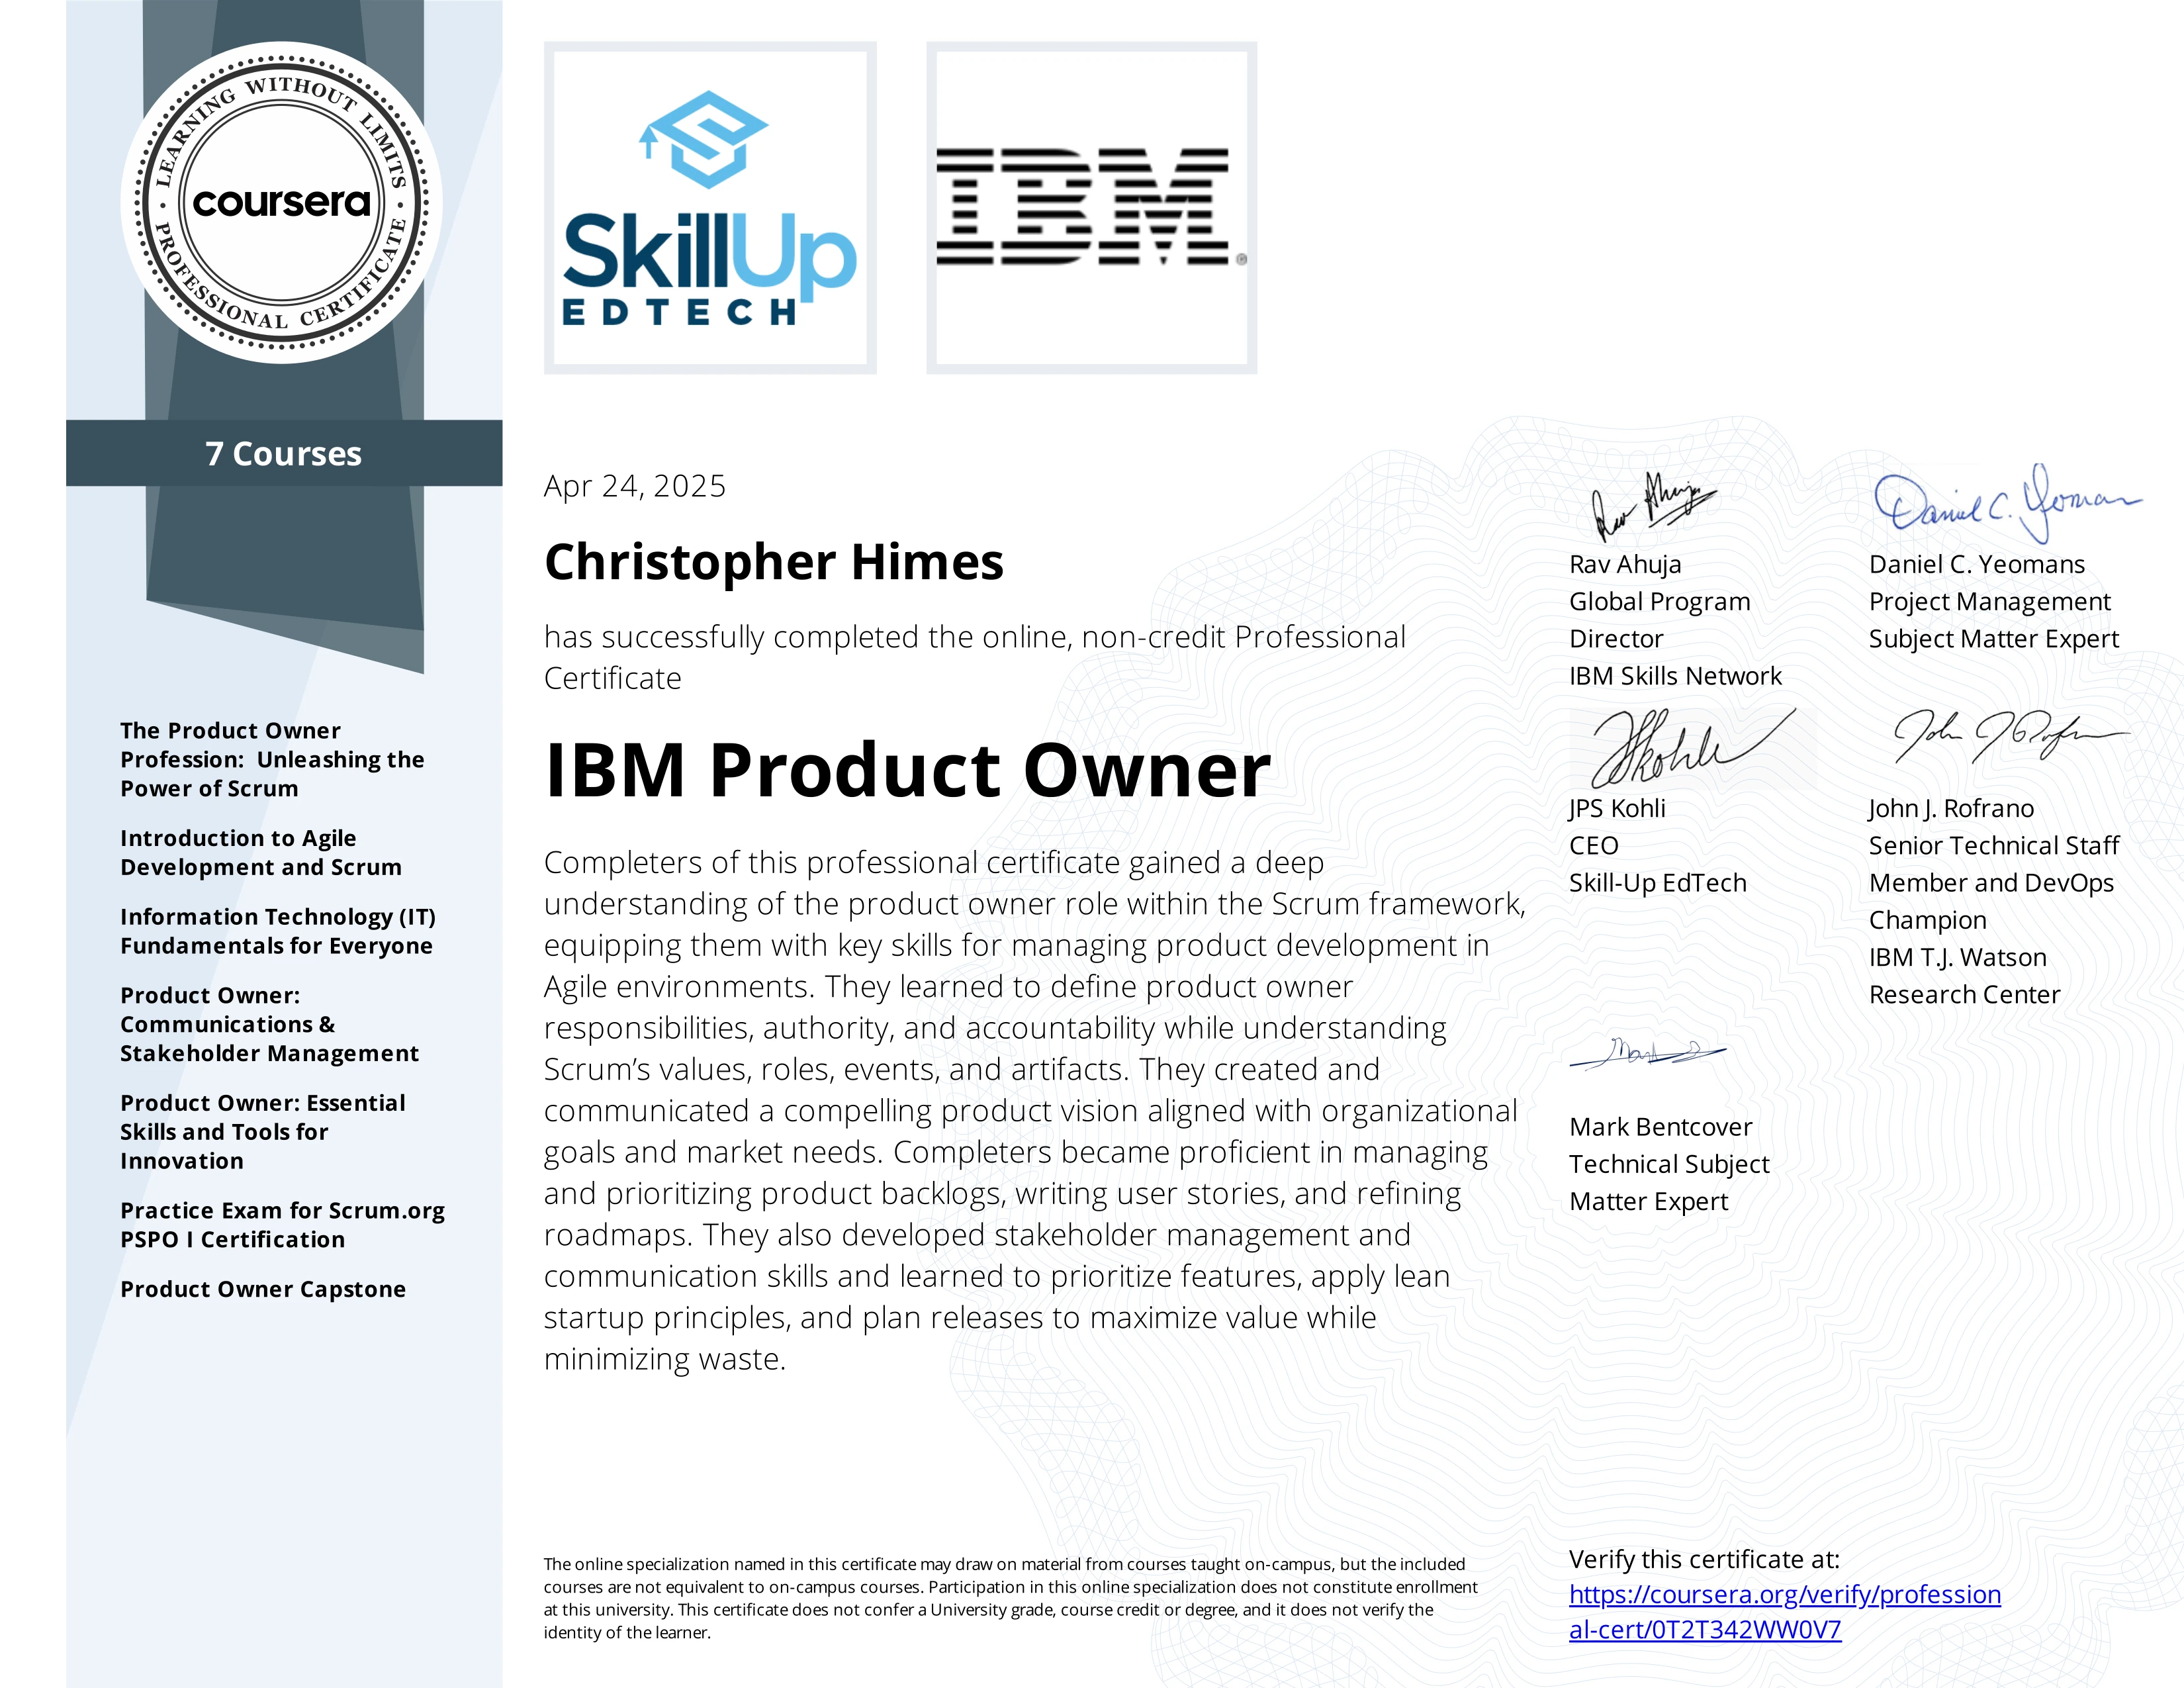 LEARNING WITHOUT LIMITS
coursera
PROFESSIONAL CERTIFICATE
7 Courses
The Product Owner
Profession:  Unleashing the
Power of Scrum
Introduction to Agile
Development and Scrum
Information Technology (IT)
Fundamentals for Everyone
Product Owner:
Communications &
Stakeholder Management
Product Owner: Essential
Skills and Tools for
Innovation
Practice Exam for Scrum.org
PSPO I Certification
Product Owner Capstone
SkillUp
EDTECH
IBM®
Apr 24, 2025
Christopher Himes
has successfully completed the online, non-credit Professional
Certificate
IBM Product Owner
Completers of this professional certificate gained a deep
understanding of the product owner role within the Scrum framework,
equipping them with key skills for managing product development in
Agile environments. They learned to define product owner
responsibilities, authority, and accountability while understanding
Scrum’s values, roles, events, and artifacts. They created and
communicated a compelling product vision aligned with organizational
goals and market needs. Completers became proficient in managing
and prioritizing product backlogs, writing user stories, and refining
roadmaps. They also developed stakeholder management and
communication skills and learned to prioritize features, apply lean
startup principles, and plan releases to maximize value while
minimizing waste.
The online specialization named in this certificate may draw on material from courses taught on-campus, but the included
courses are not equivalent to on-campus courses. Participation in this online specialization does not constitute enrollment
at this university. This certificate does not confer a University grade, course credit or degree, and it does not verify the
identity of the learner.
Rav Ahuja
Rav Ahuja
Global Program
Director
IBM Skills Network
Daniel C. Yeoman
Daniel C. Yeomans
Project Management
Subject Matter Expert
JPS Kohli
CEO
Skill-Up EdTech
John J Rofrano
John J. Rofrano
Senior Technical Staff
Member and DevOps
Champion
IBM T.J. Watson
Research Center
Mark Bentcover
Technical Subject
Matter Expert
Verify this certificate at:
https://coursera.org/verify/profession
al-cert/0T2T342WW0V7